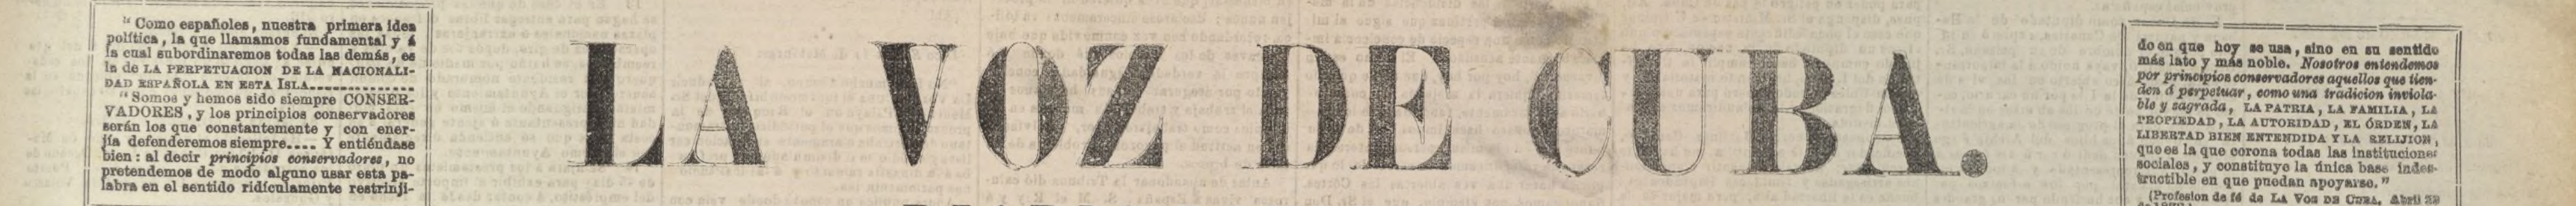 "Como españoles, nuestra primera idea
política, la que llamamos fundamental y á
la cual subordinaremos todas las demás, es
la de LA PERPETUACION DE LA NACIONALI-
DAD ESPAÑOLA EN ESTA ISLA.............
"Somos y hemos sido siempre CONSER-
VADORES, y los principios conservadores
serán los que constantemente y con ener-
jía defenderemos siempre.... Y entiéndase
bien: al decir principios conservadores, no
pretendemos de modo alguno usar esta pa-
labra en el sentido ridículamente restrinji-
LA VOZ DE CUBA.
do en que hoy se usa, sino en su sentido
más lato y más noble. Nosotros entendemos
por principios conservadores aquellos que tien-
den á perpetuar, como una tradicion inviola-
ble y sagrada, LA PATRIA, LA FAMILIA, LA
PROPIEDAD, LA AUTORIDAD, EL ÓRDEN, LA
LIBERTAD BIEN ENTENDIDA Y LA RELIJION,
que es la que corona todas las instituciones
sociales, y constituye la única base indes-
tructible en que puedan apoyarse."
(Profesion de fé de LA VOZ DE CUBA, Abril